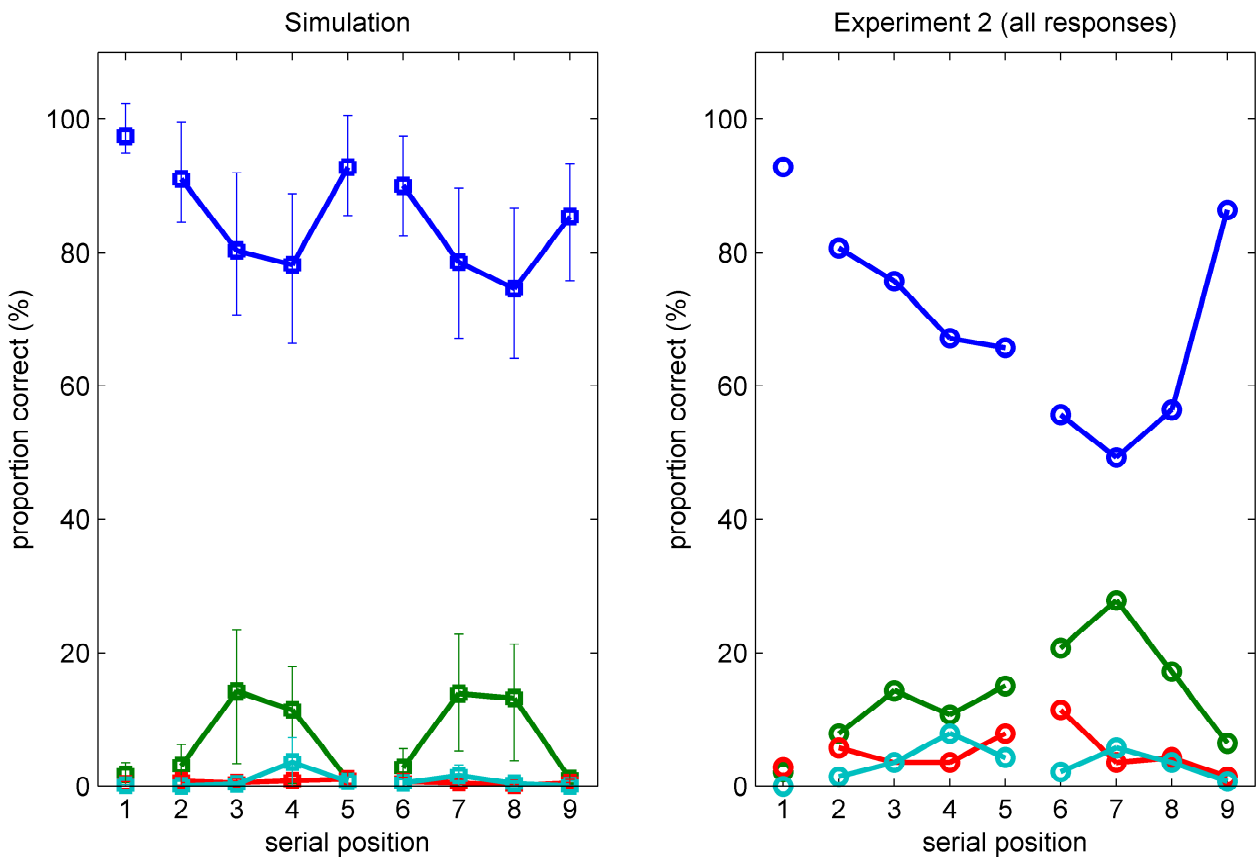 Simulation
proportion correct (%)
100
80
60
40
20
0
1 2 3 4 5 6 7 8 9
serial position
Experiment 2 (all responses)
proportion correct (%)
100
80
60
40
20
0
1 2 3 4 5 6 7 8 9
serial position